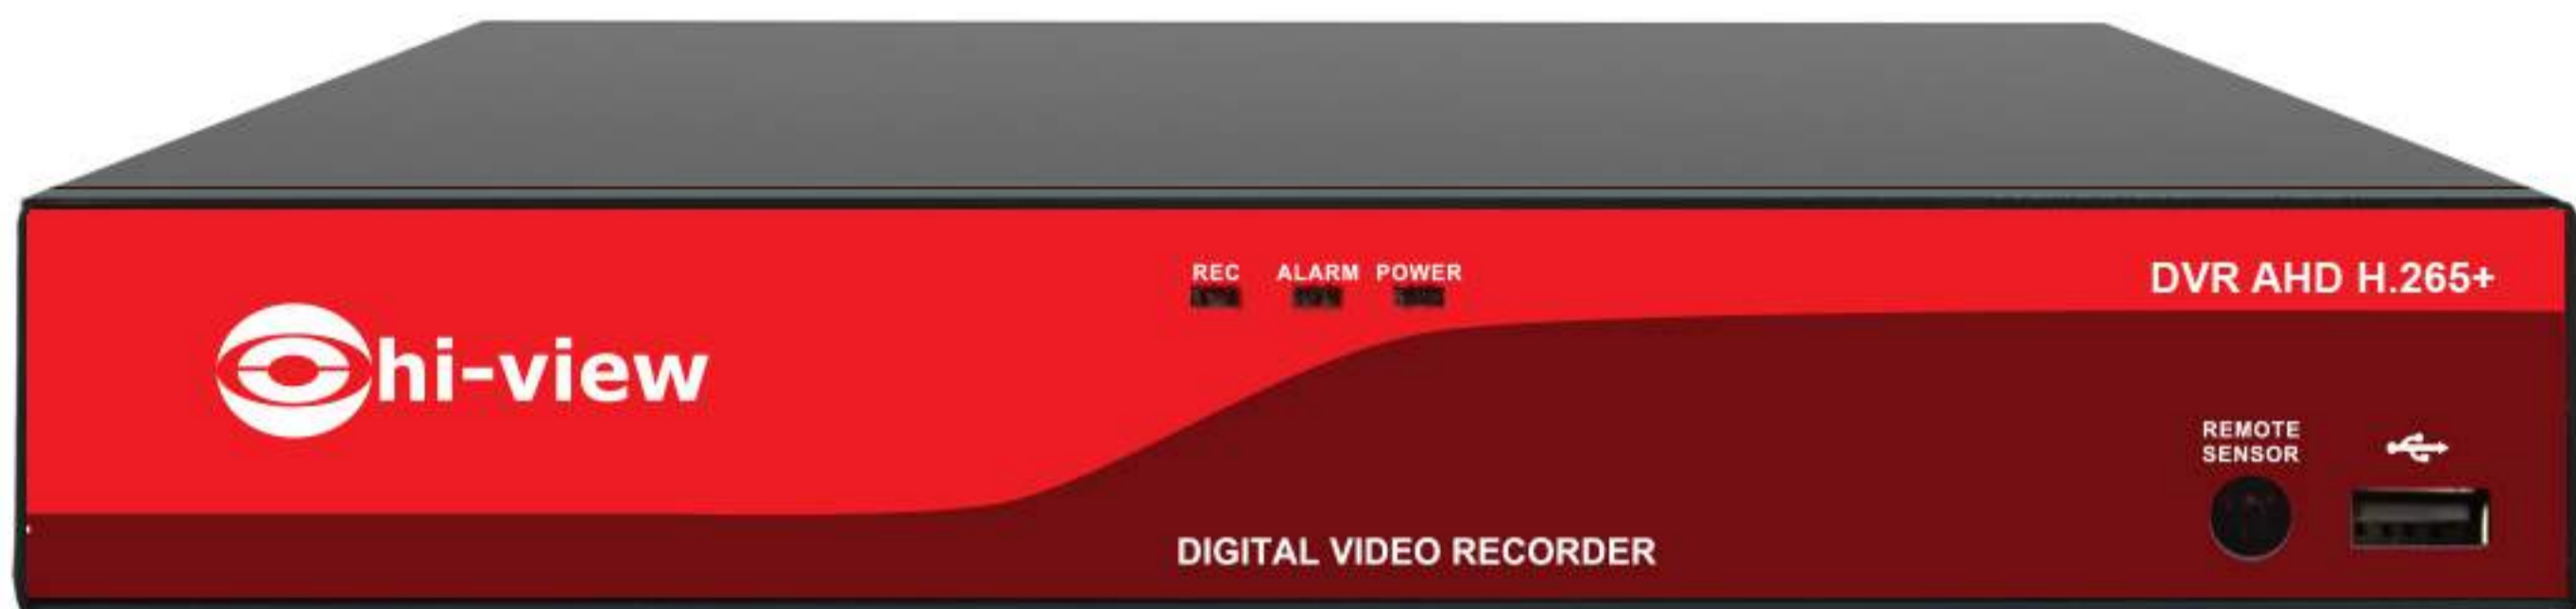 REC ALARM POWER
DVR AHD H.265+
hi-view
REMOTE
SENSOR
DIGITAL VIDEO RECORDER